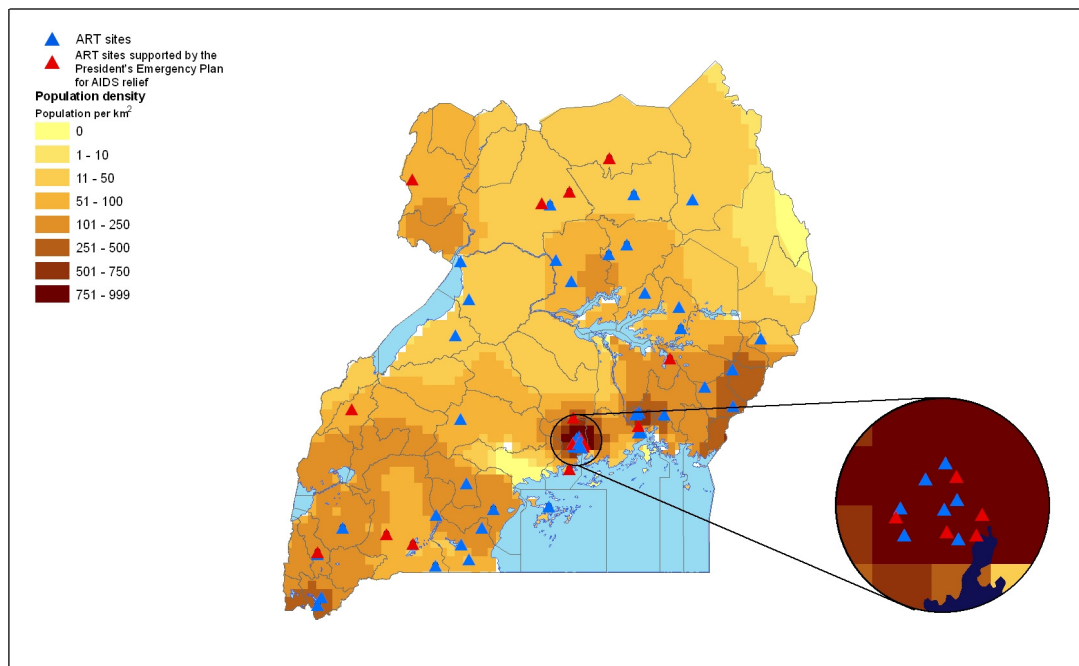 ART sites
ART sites supported by the
President's Emergency Plan
for AIDS relief
Population density
Population per km²
0
1 - 10
11 - 50
51 - 100
101 - 250
251 - 500
501 - 750
751 - 999